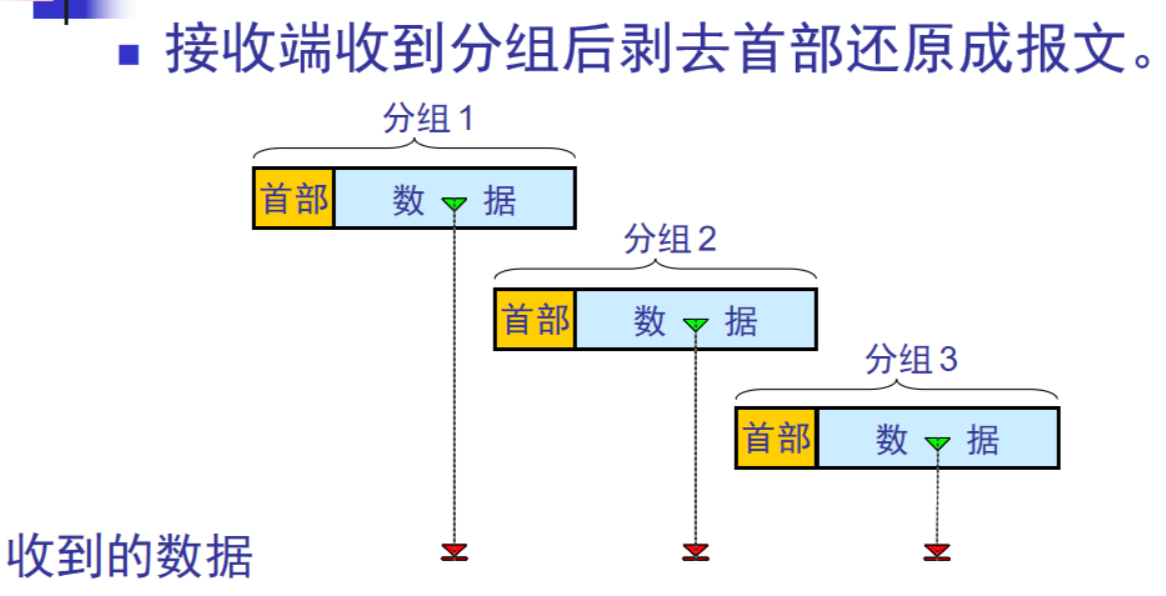 接收端收到分组后剥去首部还原成报文。
分组 1
首部 数 据
分组 2
首部 数 据
分组 3
首部 数 据
收到的数据